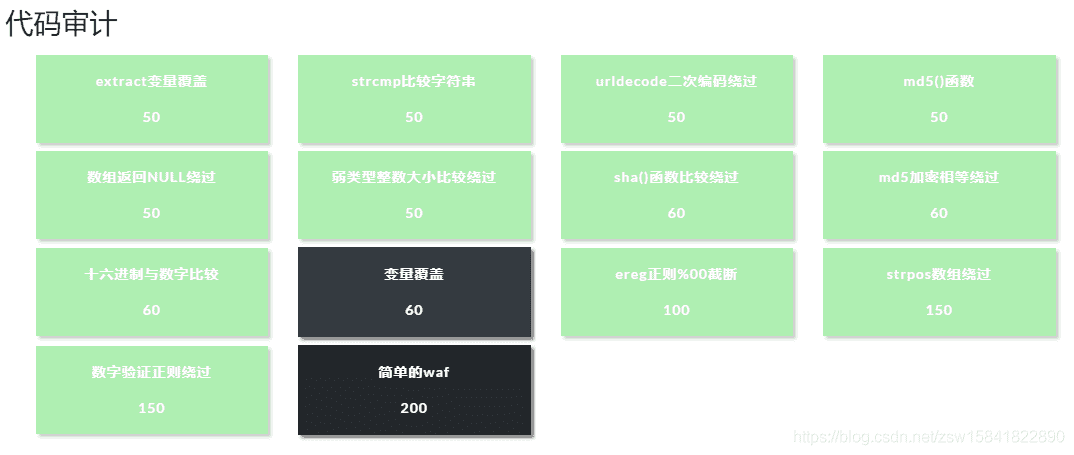 代码审计
extract变量覆盖
50
strcmp比较字符串
50
urldecode二次编码绕过
50
md5()函数
50
数组返回NULL绕过
50
弱类型整数大小比较绕过
50
sha()函数比较绕过
60
md5加密相等绕过
60
十六进制与数字比较
60
变量覆盖
60
ereg正则%00截断
100
strpos数组绕过
150
数字验证正则绕过
150
简单的waf
200
https://blog.csdn.net/zsw15841822890